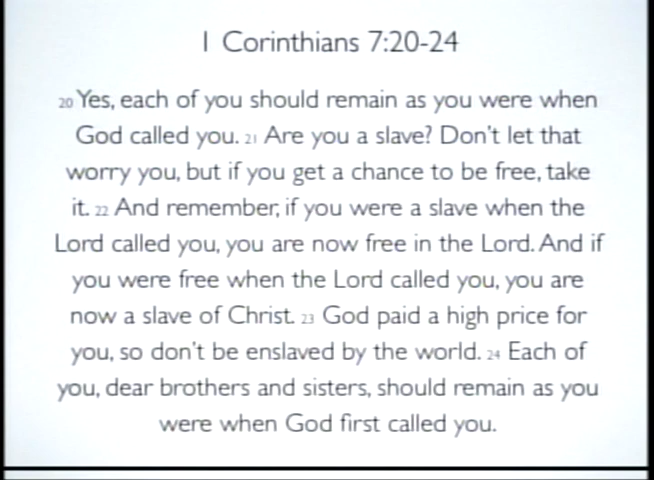 1 Corinthians 7:20-24
20 Yes, each of you should remain as you were when
God called you. 21 Are you a slave? Don't let that
worry you, but if you get a chance to be free, take
it. 22 And remember, if you were a slave when the
Lord called you, you are now free in the Lord. And if
you were free when the Lord called you, you are
now a slave of Christ. 23 God paid a high price for
you, so don't be enslaved by the world. 24 Each of
you, dear brothers and sisters, should remain as you
were when God first called you.